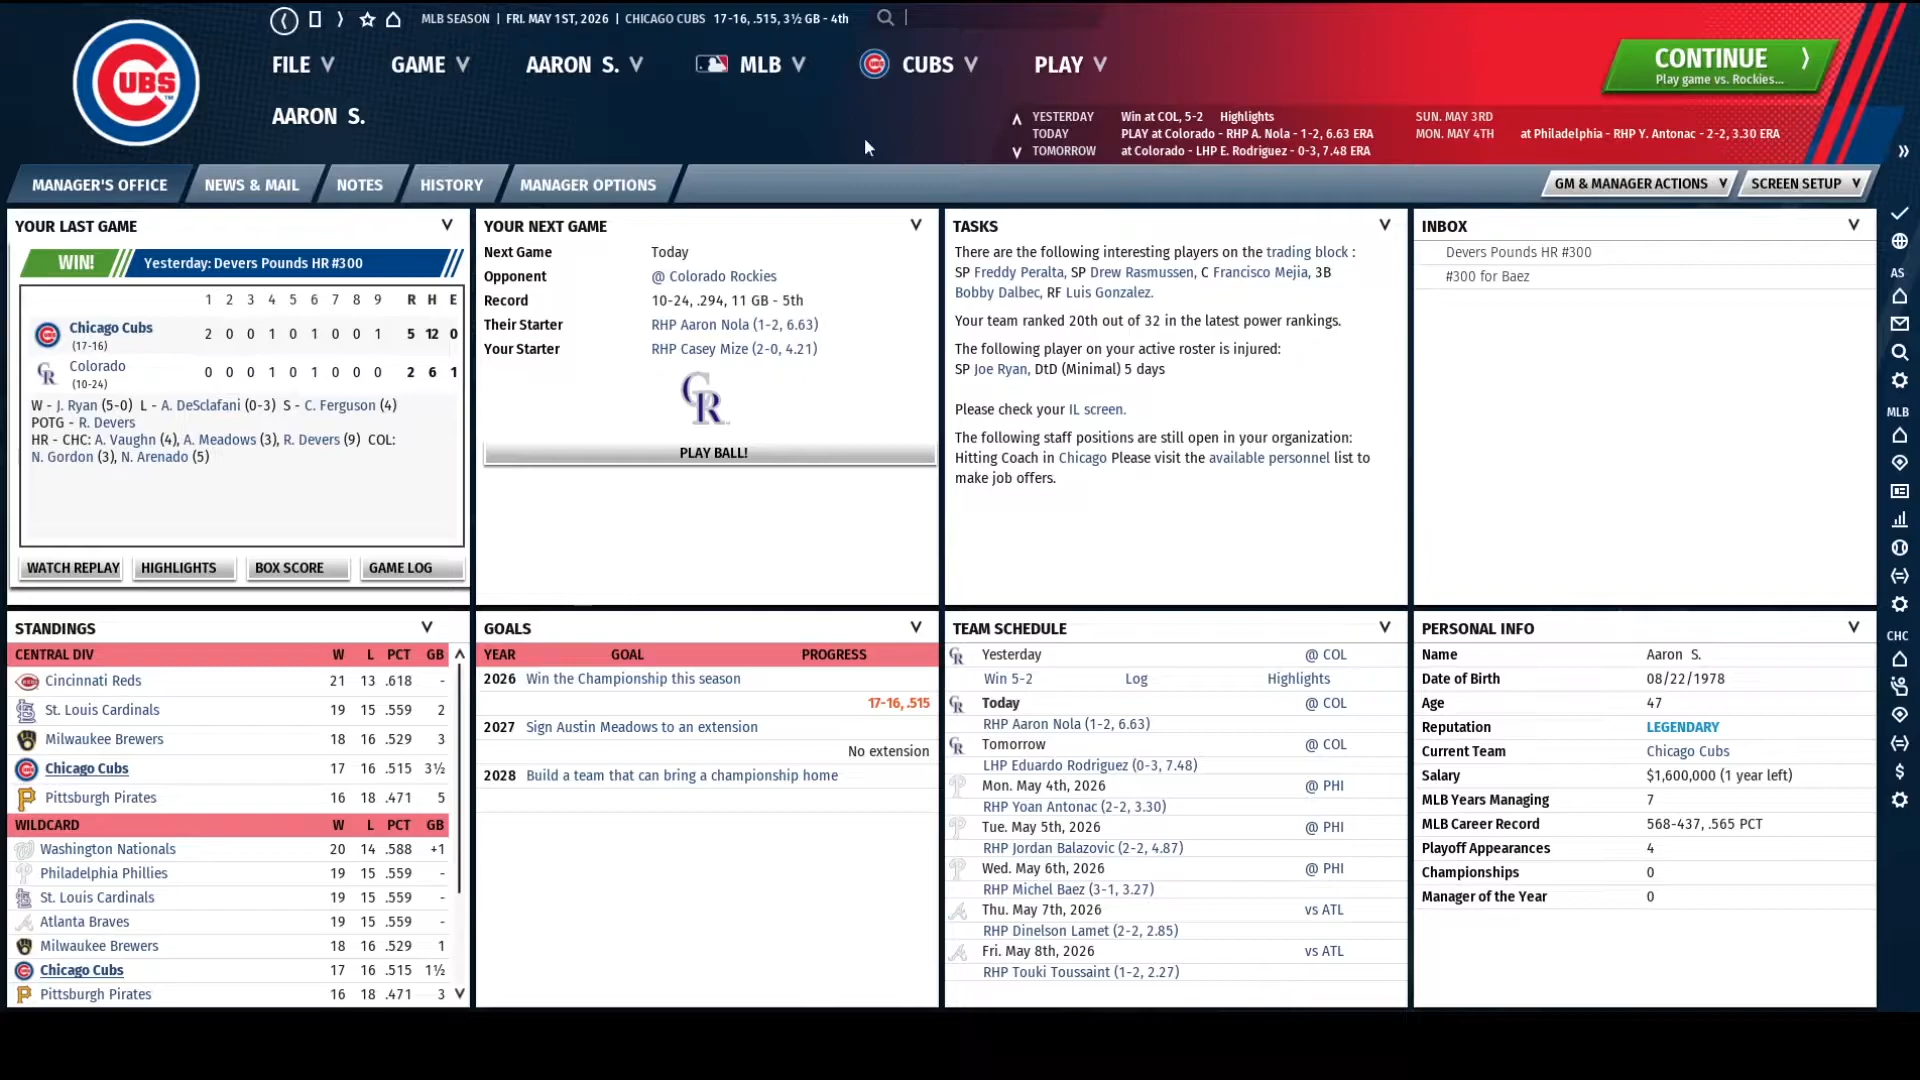 MLB SEASON | FRI. MAY 1ST, 2026 | CHICAGO CUBS 17-16, .515, 3½ GB - 4th
CUBS
FILE GAME AARON S. MLB CUBS PLAY
CONTINUE
Play game vs. Rockies...
AARON S.
YESTERDAY Win at COL, 5-2 Highlights SUN. MAY 3RD
TODAY PLAY at Colorado - RHP A. Nola - 1-2, 6.63 ERA MON. MAY 4TH at Philadelphia - RHP Y. Antonac - 2-2, 3.30 ERA
TOMORROW at Colorado - LHP E. Rodriguez - 0-3, 7.48 ERA
MANAGER'S OFFICE NEWS & MAIL NOTES HISTORY MANAGER OPTIONS GM & MANAGER ACTIONS SCREEN SETUP
YOUR LAST GAME
WIN! Yesterday: Devers Pounds HR #300
1 2 3 4 5 6 7 8 9 R H E
Chicago Cubs 2 0 0 1 0 1 0 0 1 5 12 0
(17-16)
Colorado 0 0 0 1 0 1 0 0 0 2 6 1
(10-24)
W - J. Ryan (5-0) L - A. DeSclafani (0-3) S - C. Ferguson (4)
POTG - R. Devers
HR - CHC: A. Vaughn (4), A. Meadows (3), R. Devers (9) COL:
N. Gordon (3), N. Arenado (5)
WATCH REPLAY HIGHLIGHTS BOX SCORE GAME LOG
YOUR NEXT GAME
Next Game Today
Opponent @ Colorado Rockies
Record 10-24, .294, 11 GB - 5th
Their Starter RHP Aaron Nola (1-2, 6.63)
Your Starter RHP Casey Mize (2-0, 4.21)
CR
PLAY BALL!
TASKS
There are the following interesting players on the trading block :
SP Freddy Peralta, SP Drew Rasmussen, C Francisco Mejia, 3B
Bobby Dalbec, RF Luis Gonzalez.
Your team ranked 20th out of 32 in the latest power rankings.
The following player on your active roster is injured:
SP Joe Ryan, DtD (Minimal) 5 days
Please check your IL screen.
The following staff positions are still open in your organization:
Hitting Coach in Chicago Please visit the available personnel list to
make job offers.
INBOX
Devers Pounds HR #300
#300 for Baez
AS
MLB
CHC
STANDINGS
CENTRAL DIV W L PCT GB
Cincinnati Reds 21 13 .618 -
St. Louis Cardinals 19 15 .559 2
Milwaukee Brewers 18 16 .529 3
Chicago Cubs 17 16 .515 3½
Pittsburgh Pirates 16 18 .471 5
WILDCARD W L PCT GB
Washington Nationals 20 14 .588 +1
Philadelphia Phillies 19 15 .559 -
St. Louis Cardinals 19 15 .559 -
Atlanta Braves 19 15 .559 -
Milwaukee Brewers 18 16 .529 1
Chicago Cubs 17 16 .515 1½
Pittsburgh Pirates 16 18 .471 3
GOALS
YEAR GOAL PROGRESS
2026 Win the Championship this season
17-16, .515
2027 Sign Austin Meadows to an extension
No extension
2028 Build a team that can bring a championship home
TEAM SCHEDULE
Yesterday @ COL
Win 5-2 Log Highlights
Today @ COL
RHP Aaron Nola (1-2, 6.63)
Tomorrow @ COL
LHP Eduardo Rodriguez (0-3, 7.48)
Mon. May 4th, 2026 @ PHI
RHP Yoan Antonac (2-2, 3.30)
Tue. May 5th, 2026 @ PHI
RHP Jordan Balazovic (2-2, 4.87)
Wed. May 6th, 2026 @ PHI
RHP Michel Baez (3-1, 3.27)
Thu. May 7th, 2026 vs ATL
RHP Dinelson Lamet (2-2, 2.85)
Fri. May 8th, 2026 vs ATL
RHP Touki Toussaint (1-2, 2.27)
PERSONAL INFO
Name Aaron S.
Date of Birth 08/22/1978
Age 47
Reputation LEGENDARY
Current Team Chicago Cubs
Salary $1,600,000 (1 year left)
MLB Years Managing 7
MLB Career Record 568-437, .565 PCT
Playoff Appearances 4
Championships 0
Manager of the Year 0